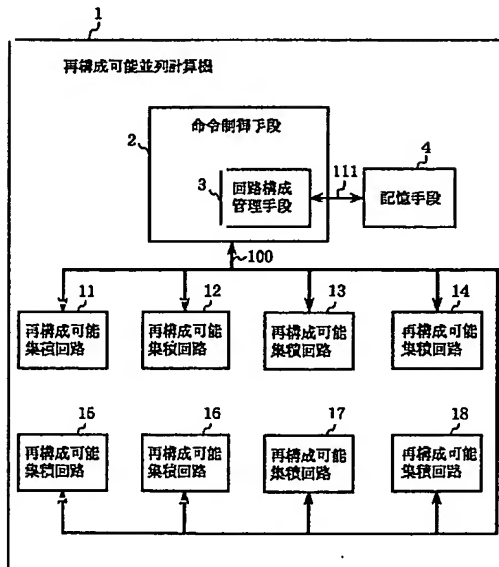 1
再構成可能並列計算機
命令制御手段
2
4
3
回路構成
管理手段
111
記憶手段
100
11
12
13
14
再構成可能
集積回路
再構成可能
集積回路
再構成可能
集積回路
再構成可能
集積回路
15
16
17
18
再構成可能
集積回路
再構成可能
集積回路
再構成可能
集積回路
再構成可能
集積回路